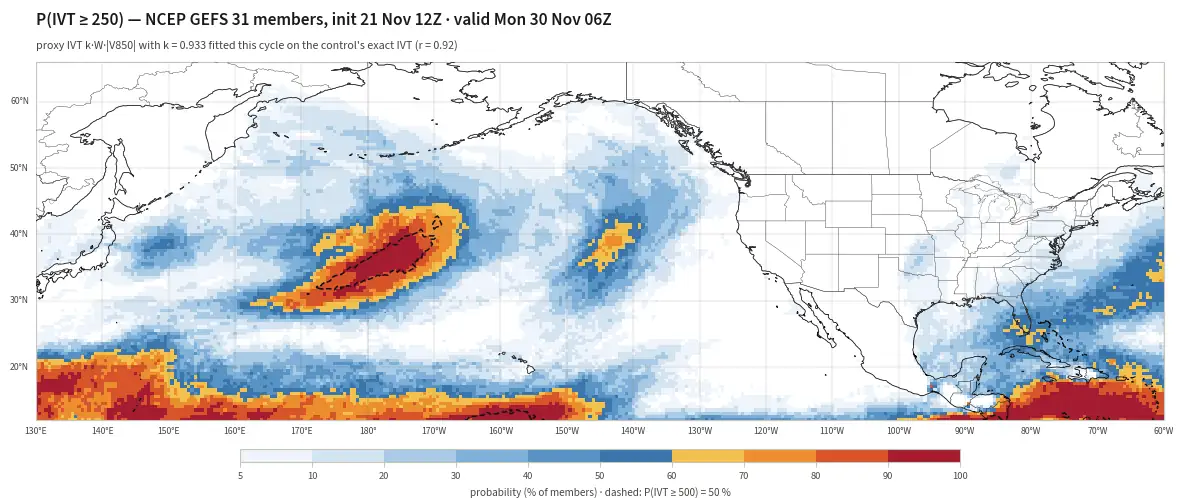 P(IVT ≥ 250) — NCEP GEFS 31 members, init 21 Nov 12Z · valid Mon 30 Nov 06Z
proxy IVT k·W·|V850| with k = 0.933 fitted this cycle on the control's exact IVT (r = 0.92)
60°N
50°N
40°N
30°N
20°N
130°E 140°E 150°E 160°E 170°E 180° 170°W 160°W 150°W 140°W 130°W 120°W 110°W 100°W 90°W 80°W 70°W 60°W
5 10 20 30 40 50 60 70 80 90 100
probability (% of members) · dashed: P(IVT ≥ 500) = 50 %